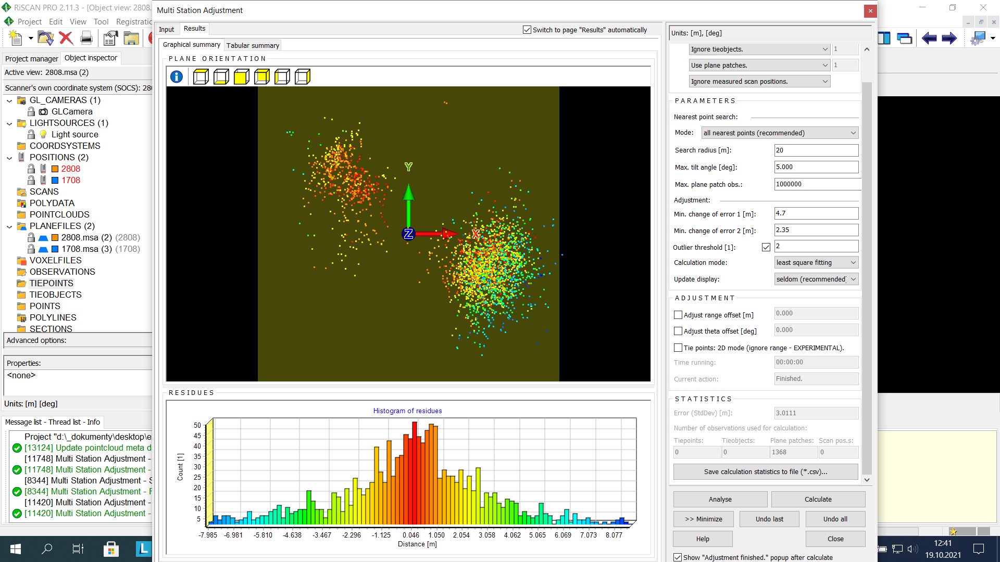 RiSCAN PRO 2.11.3 - [Object view: 2808.
Project Edit View Tool Registratic
Project manager
Object inspector
Active view: 2808.msa (2)
Scanner's own coordinate system (SOCS): 280
GL_CAMERAS (1)
GLCamera
LIGHTSOURCES (1)
Light source
COORDSYSTEMS
POSITIONS (2)
2808
1708
SCANS
POLYDATA
POINTCLOUDS
PLANEFILES (2)
2808.msa (2) (2808)
1708.msa (3) (1708)
VOXELFILES
OBSERVATIONS
TIEPOINTS
TIEOBJECTS
POINTS
POLYLINES
SECTIONS
Advanced options:
Properties:
<none>
Units: [m] [deg]
Message list - Thread list - Info
Project "d:\_dokumenty\desktop\e
[13124] Update pointcloud meta d
[11748] Multi Station Adjustment -
[11748] Multi Station Adjustment -
[8344] Multi Station Adjustment - S
[8344] Multi Station Adjustment - F
[11420] Multi Station Adjustment -
[11420] Multi Station Adjustment -
Multi Station Adjustment
Input
Results
Switch to page "Results" automatically
Graphical summary
Tabular summary
PLANE ORIENTATION
Y
Z
X
RESIDUES
Histogram of residues
Count [1]
50
45
40
35
30
25
20
15
10
5
-7.985 -6.981 -5.810 -4.638 -3.467 -2.296 -1.125 0.046 1.050 2.054 3.058 4.062 5.065 6.069 7.073 8.077
Distance [m]
Units: [m], [deg]
Ignore tieobjects. 1
Use plane patches. 1
Ignore measured scan positions.
PARAMETERS
Nearest point search:
Mode: all nearest points (recommended)
Search radius [m]: 20
Max. tilt angle [deg]: 5.000
Max. plane patch obs.: 1000000
Adjustment:
Min. change of error 1 [m]: 4.7
Min. change of error 2 [m]: 2.35
Outlier threshold [1]: 2
Calculation mode: least square fitting
Update display: seldom (recommended)
ADJUSTMENT
Adjust range offset [m] 0.000
Adjust theta offset [deg] 0.000
Tie points: 2D mode (ignore range - EXPERIMENTAL).
Time running: 00:00:00
Current action: Finished.
STATISTICS
Error (StdDev) [m]: 3.0111
Number of observations used for calculation:
Tiepoints: Tieobjects: Plane patches: Scan pos.s:
0 0 1368 0
Save calculation statistics to file (*.csv)...
Analyse Calculate
>> Minimize Undo last Undo all
Help Close
Show "Adjustment finished." popup after calculate
L
12:41
19.10.2021